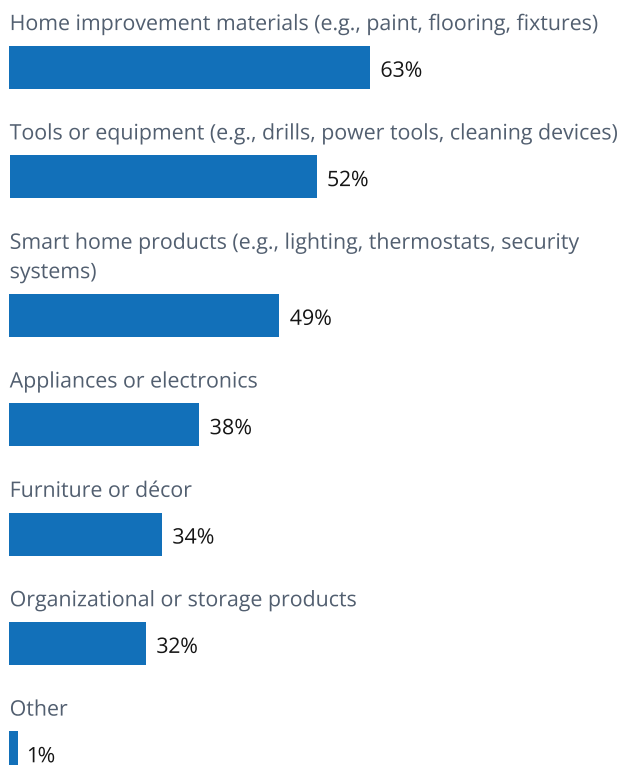 Home improvement materials (e.g., paint, flooring, fixtures)
63%
Tools or equipment (e.g., drills, power tools, cleaning devices)
52%
Smart home products (e.g., lighting, thermostats, security
systems)
49%
Appliances or electronics
38%
Furniture or décor
34%
Organizational or storage products
32%
Other
1%